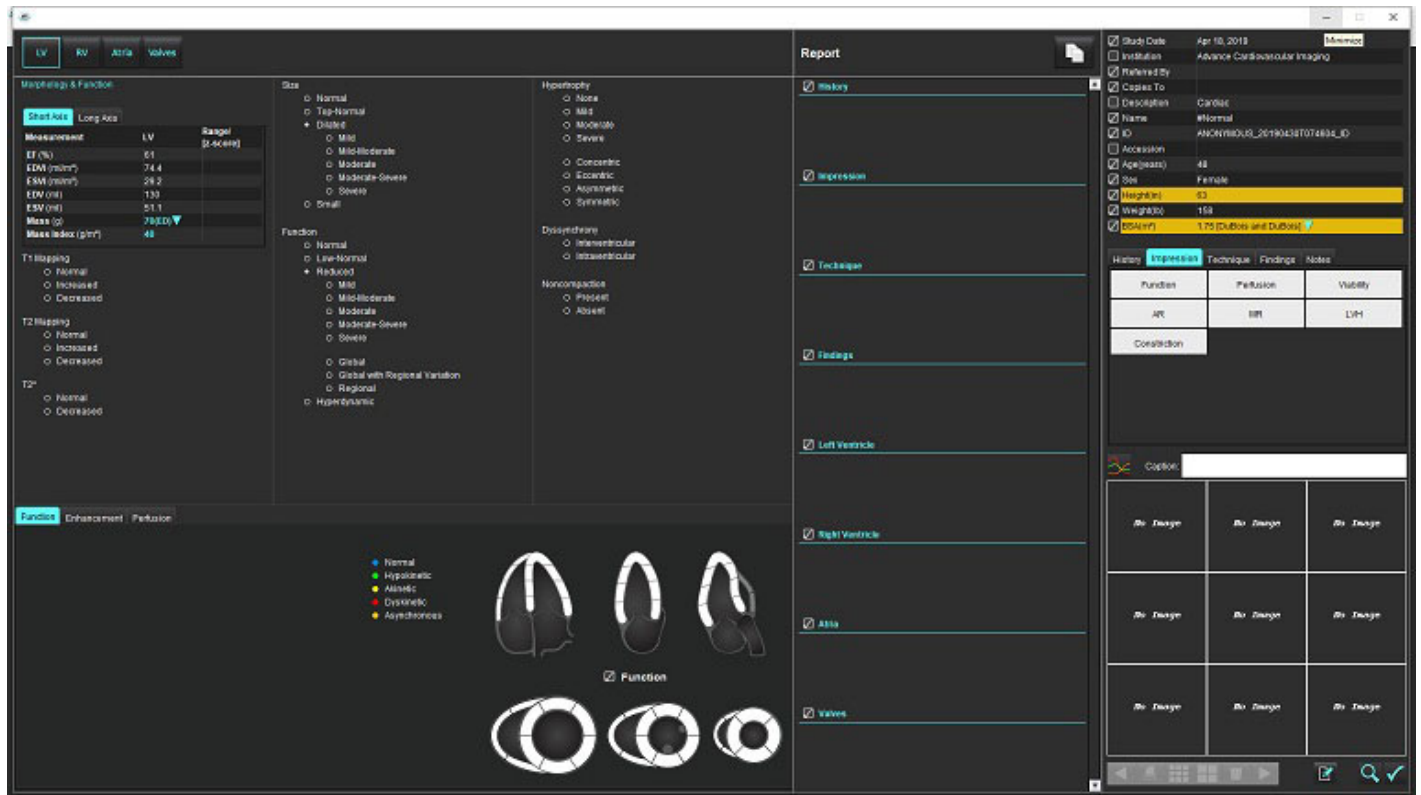 Minimize
LV RV Atria Valves
Morphology & Function
Short Axis Long Axis
Measurement LV Range/
[z-score]
EF (%) 61
EDVI (ml/m²) 74.4
ESVI (ml/m²) 29.2
EDV (ml) 130
ESV (ml) 51.1
Mass (g) 70(ED)
Mass Index (g/m²) 40
T1 Mapping
Normal
Increased
Decreased
T2 Mapping
Normal
Increased
Decreased
T2*
Normal
Decreased
Size
Normal
Top-Normal
Dilated
Mild
Mild-Moderate
Moderate
Moderate-Severe
Severe
Small
Function
Normal
Low-Normal
Reduced
Mild
Mild-Moderate
Moderate
Moderate-Severe
Severe
Global
Global with Regional Variation
Regional
Hyperdynamic
Hypertrophy
None
Mild
Moderate
Severe
Concentric
Eccentric
Asymmetric
Symmetric
Dyssynchrony
Interventricular
Intraventricular
Noncompaction
Present
Absent
Function Enhancement Perfusion
Normal
Hypokinetic
Akinetic
Dyskinetic
Asynchronous
Function
Report
History
Impression
Technique
Findings
Left Ventricle
Right Ventricle
Atria
Valves
Study Date Apr 18, 2019
Institution Advance Cardiovascular Imaging
Referred By
Copies To
Description Cardiac
Name #Normal
ID ANONYMOUS_20190430T074604_ID
Accession
Age(years) 48
Sex Female
Height(in) 63
Weight(lb) 158
BSA(m²) 1.75 [DuBois and DuBois]
History Impression Technique Findings Notes
Function Perfusion Viability
AR MR LVH
Constriction
Caption:
No Image No Image No Image
No Image No Image No Image
No Image No Image No Image